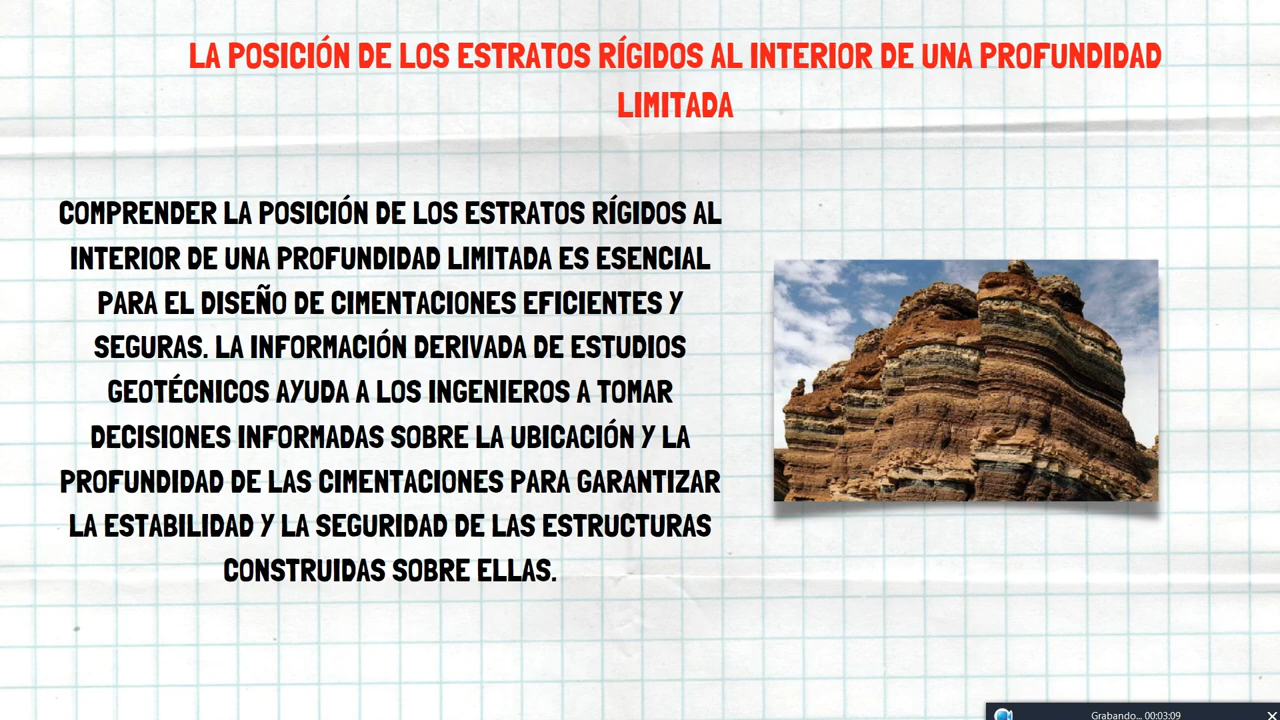 LA POSICIÓN DE LOS ESTRATOS RÍGIDOS AL INTERIOR DE UNA PROFUNDIDAD
LIMITADA
COMPRENDER LA POSICIÓN DE LOS ESTRATOS RÍGIDOS AL
INTERIOR DE UNA PROFUNDIDAD LIMITADA ES ESENCIAL
PARA EL DISEÑO DE CIMENTACIONES EFICIENTES Y
SEGURAS. LA INFORMACIÓN DERIVADA DE ESTUDIOS
GEOTÉCNICOS AYUDA A LOS INGENIEROS A TOMAR
DECISIONES INFORMADAS SOBRE LA UBICACIÓN Y LA
PROFUNDIDAD DE LAS CIMENTACIONES PARA GARANTIZAR
LA ESTABILIDAD Y LA SEGURIDAD DE LAS ESTRUCTURAS
CONSTRUIDAS SOBRE ELLAS.
Grabando... 00:03:09